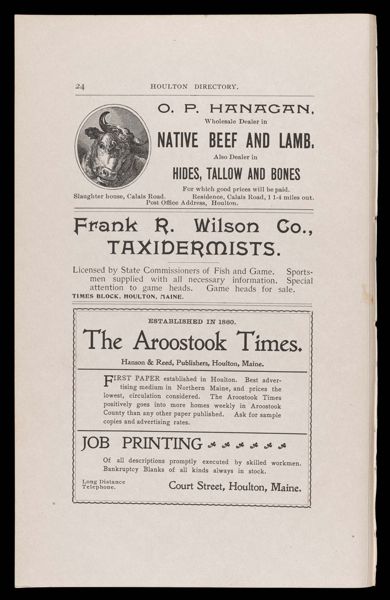 24 HOULTON DIRECTORY.
O. P. HANAGAN,
Wholesale Dealer in
NATIVE BEEF AND LAMB.
Also Dealer in
HIDES, TALLOW AND BONES
For which good prices will be paid.
Slaughter house, Calais Road. Residence, Calais Road, 1 1-4 miles out.
Post Office Address, Houlton.
Frank R. Wilson Co.,
TAXIDERMISTS.
Licensed by State Commissioners of Fish and Game. Sports-
men supplied with all necessary information. Special
attention to game heads. Game heads for sale.
TIMES BLOCK, HOULTON, MAINE.
ESTABLISHED IN 1860.
The Aroostook Times.
Hanson & Reed, Publishers, Houlton, Maine.
FIRST PAPER established in Houlton. Best adver-
tising medium in Northern Maine, and prices the
lowest, circulation considered. The Aroostook Times
positively goes into more homes weekly in Aroostook
County than any other paper published. Ask for sample
copies and advertising rates.
JOB PRINTING
Of all descriptions promptly executed by skilled workmen.
Bankruptcy Blanks of all kinds always in stock.
Long Distance
Telephone. Court Street, Houlton, Maine.